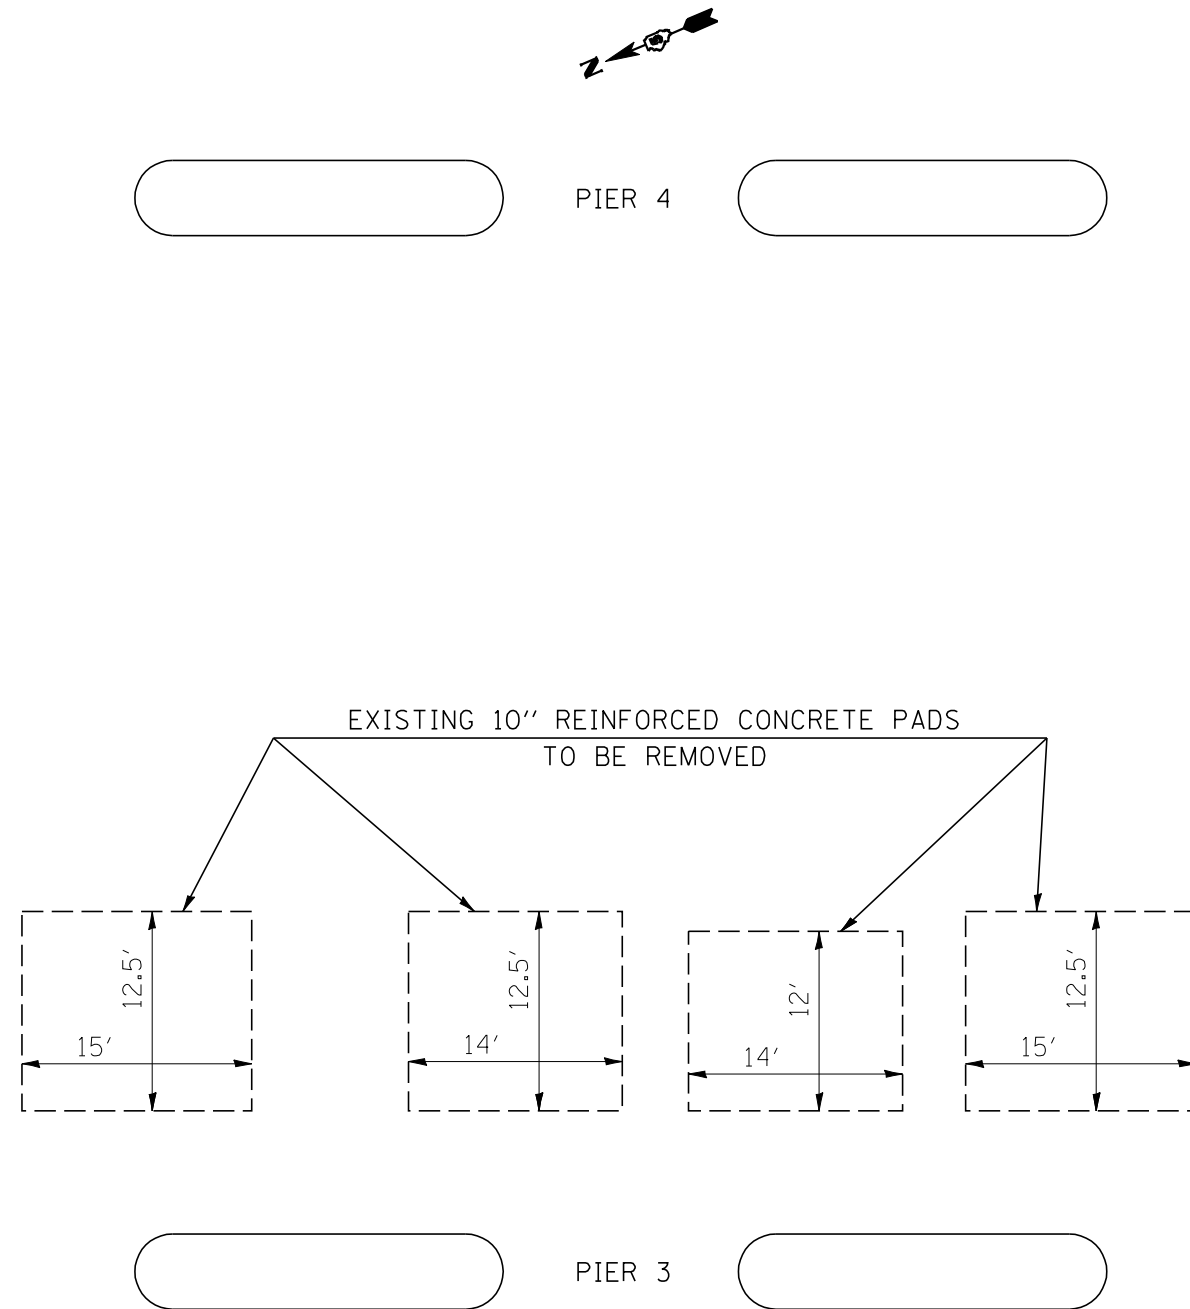 N
PIER 4
EXISTING 10" REINFORCED CONCRETE PADS
TO BE REMOVED
12.5'
15'
12.5'
14'
12'
14'
12.5'
15'
PIER 3